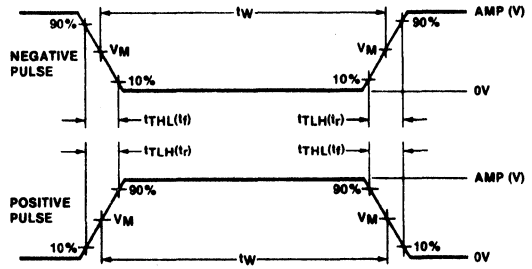 tW
AMP (V)
90%
90%
NEGATIVE
PULSE
VM
VM
10%
10%
0V
tTHL(tf)
tTLH(tr)
tTLH(tr)
tTHL(tf)
AMP (V)
90%
90%
POSITIVE
PULSE
VM
VM
10%
10%
0V
tW